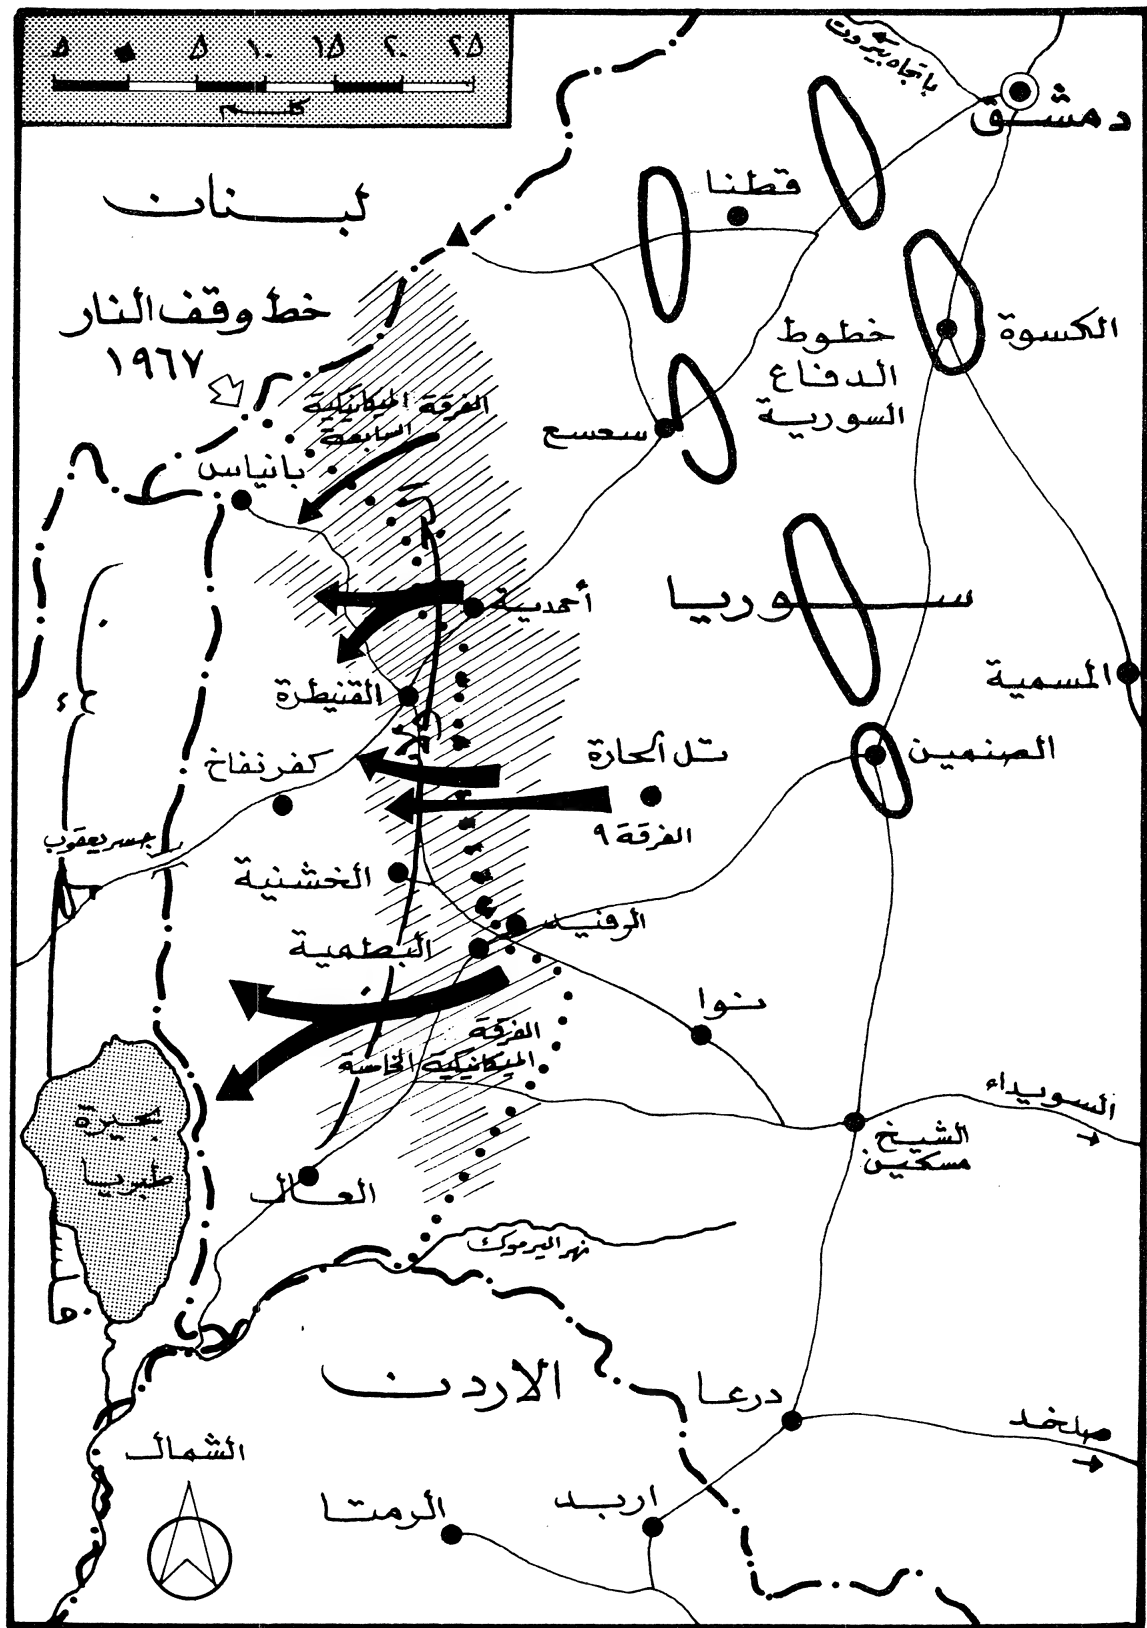 ٥ ٠ ٥ ١٠ ١٥ ٢٠ ٢٥
كلم
باتجاه بيروت
دمشق
قطنا
لبنان
خط وقف النار
١٩٦٧
الكسوة
خطوط
الدفاع
السورية
سعسع
الفرقة الميكانيكية
السابعة
بانياس
أحمدية
سوريا
المسمية
القنيطرة
الصنمين
تل الحارة
الفرقة ٩
كفرنفاخ
جسر يعقوب
الخشنية
الرفنيد
البطمية
نوا
الفرقة
الميكانيكية الخامسة
السويداء
الشيخ
مسكين
بحيرة
طبريا
العال
نهر اليرموك
الاردن
درعا
صلخد
الشمال
الرمتا
اربد